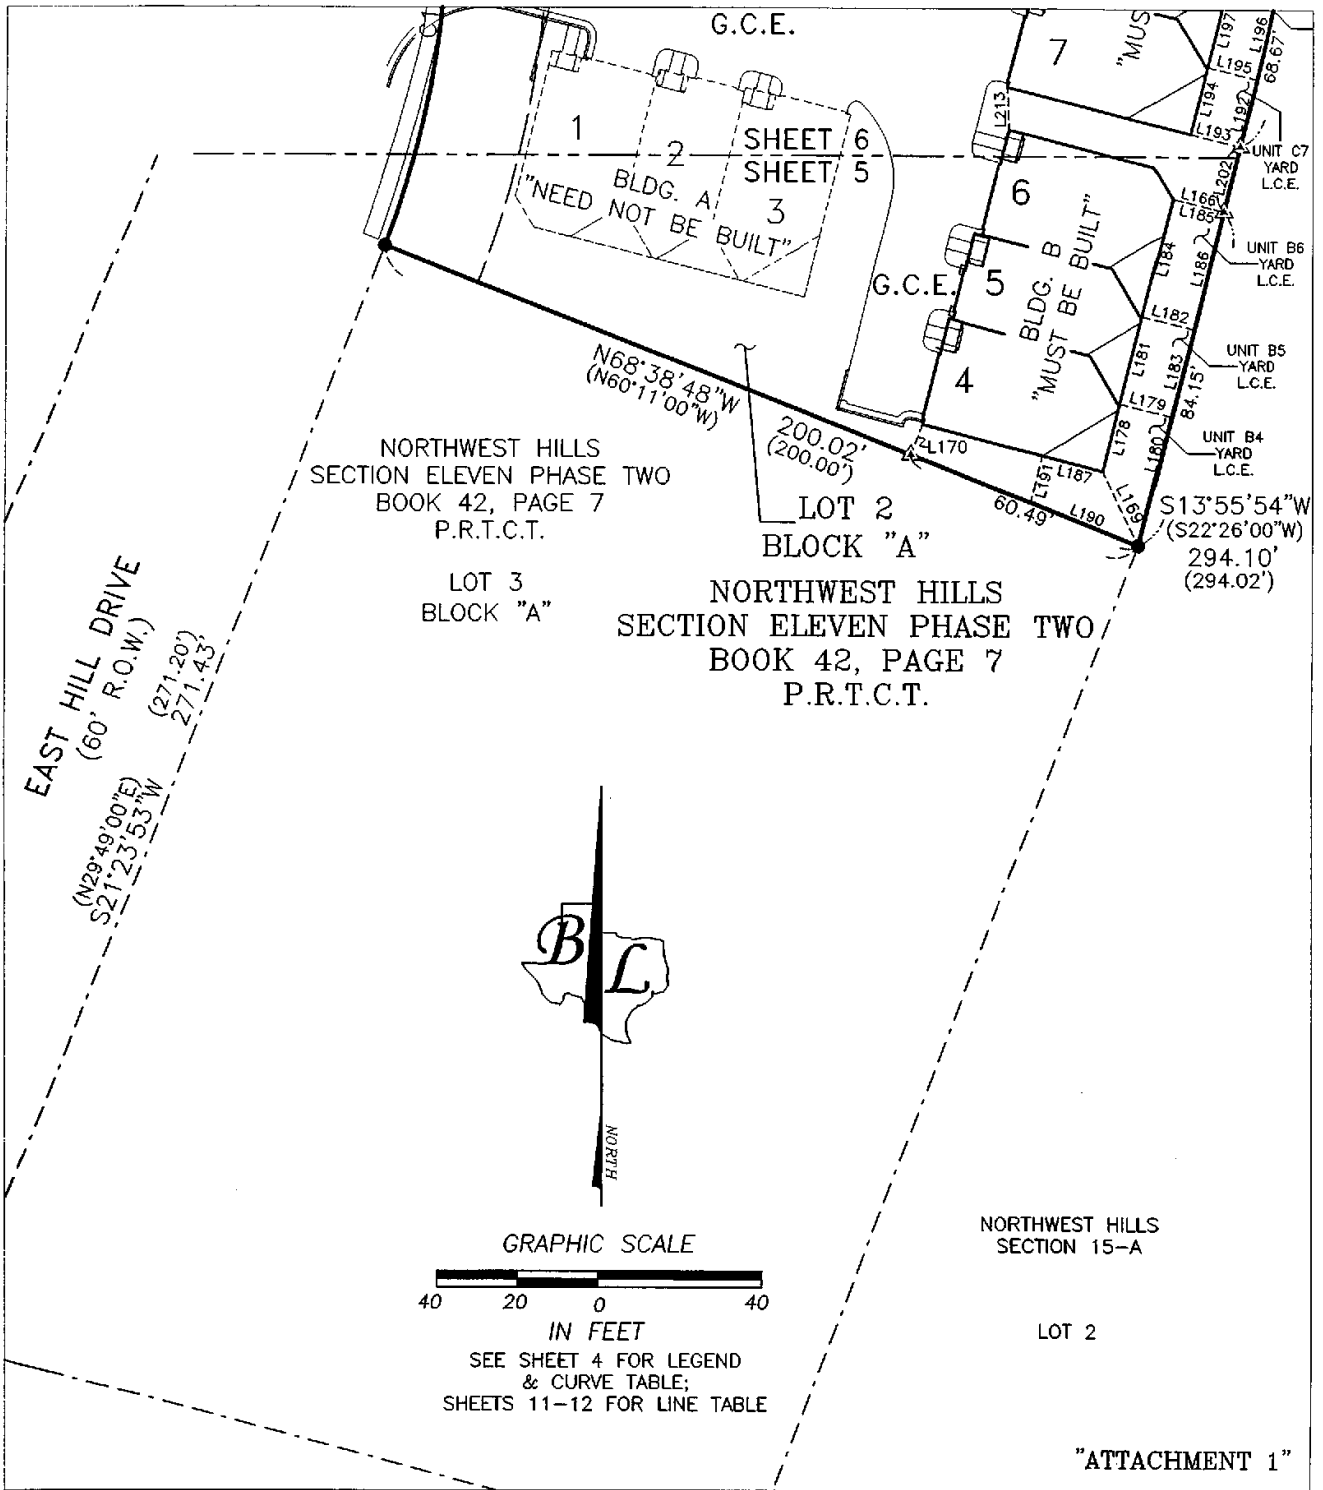 G.C.E.
7
"MUS
L197
L196
68.67'
L195
L194
L192
L193
L213
UNIT C7
YARD
L.C.E.
L202
1
2
3
SHEET 6
SHEET 5
BLDG. A
"NEED NOT BE BUILT"
6
5
4
BLDG. B
"MUST BE BUILT"
G.C.E.
L166
L185
L184
L186
UNIT B6
YARD
L.C.E.
L182
L181
L183
84.15'
UNIT B5
YARD
L.C.E.
L179
L178
L180
UNIT B4
YARD
L.C.E.
N68°38'48"W
(N60°11'00"W)
200.02'
(200.00')
L170
L187
L191
L169
L190
60.49'
S13°55'54"W
(S22°26'00"W)
294.10'
(294.02')
NORTHWEST HILLS
SECTION ELEVEN PHASE TWO
BOOK 42, PAGE 7
P.R.T.C.T.
LOT 3
BLOCK "A"
LOT 2
BLOCK "A"
NORTHWEST HILLS
SECTION ELEVEN PHASE TWO
BOOK 42, PAGE 7
P.R.T.C.T.
EAST HILL DRIVE
(60' R.O.W.)
(271.20')
271.43'
(N29°49'00"E)
S21°23'53"W
B L
NORTH
GRAPHIC SCALE
40 20 0 40
IN FEET
SEE SHEET 4 FOR LEGEND
& CURVE TABLE;
SHEETS 11-12 FOR LINE TABLE
NORTHWEST HILLS
SECTION 15-A
LOT 2
"ATTACHMENT 1"